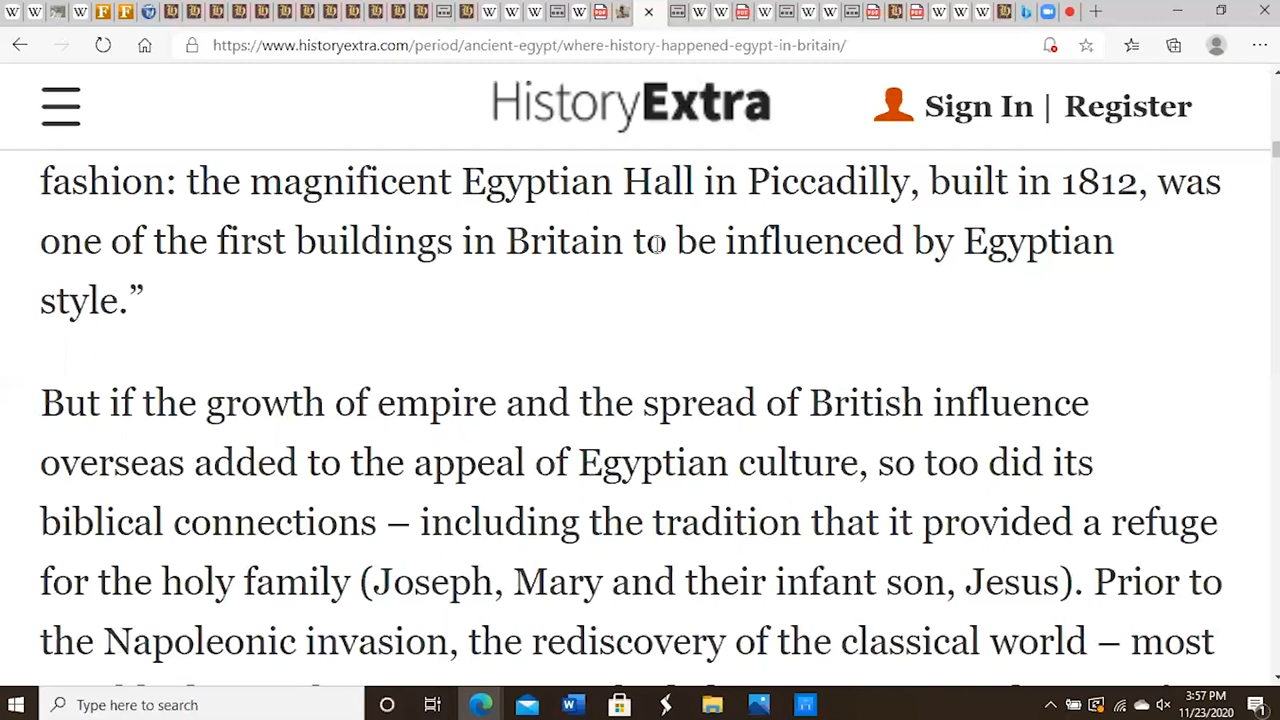 https://www.historyextra.com/period/ancient-egypt/where-history-happened-egypt-in-britain/
HistoryExtra
Sign In | Register
fashion: the magnificent Egyptian Hall in Piccadilly, built in 1812, was
one of the first buildings in Britain to be influenced by Egyptian
style.”
But if the growth of empire and the spread of British influence
overseas added to the appeal of Egyptian culture, so too did its
biblical connections – including the tradition that it provided a refuge
for the holy family (Joseph, Mary and their infant son, Jesus). Prior to
the Napoleonic invasion, the rediscovery of the classical world – most
Type here to search
3:57 PM
11/23/2020